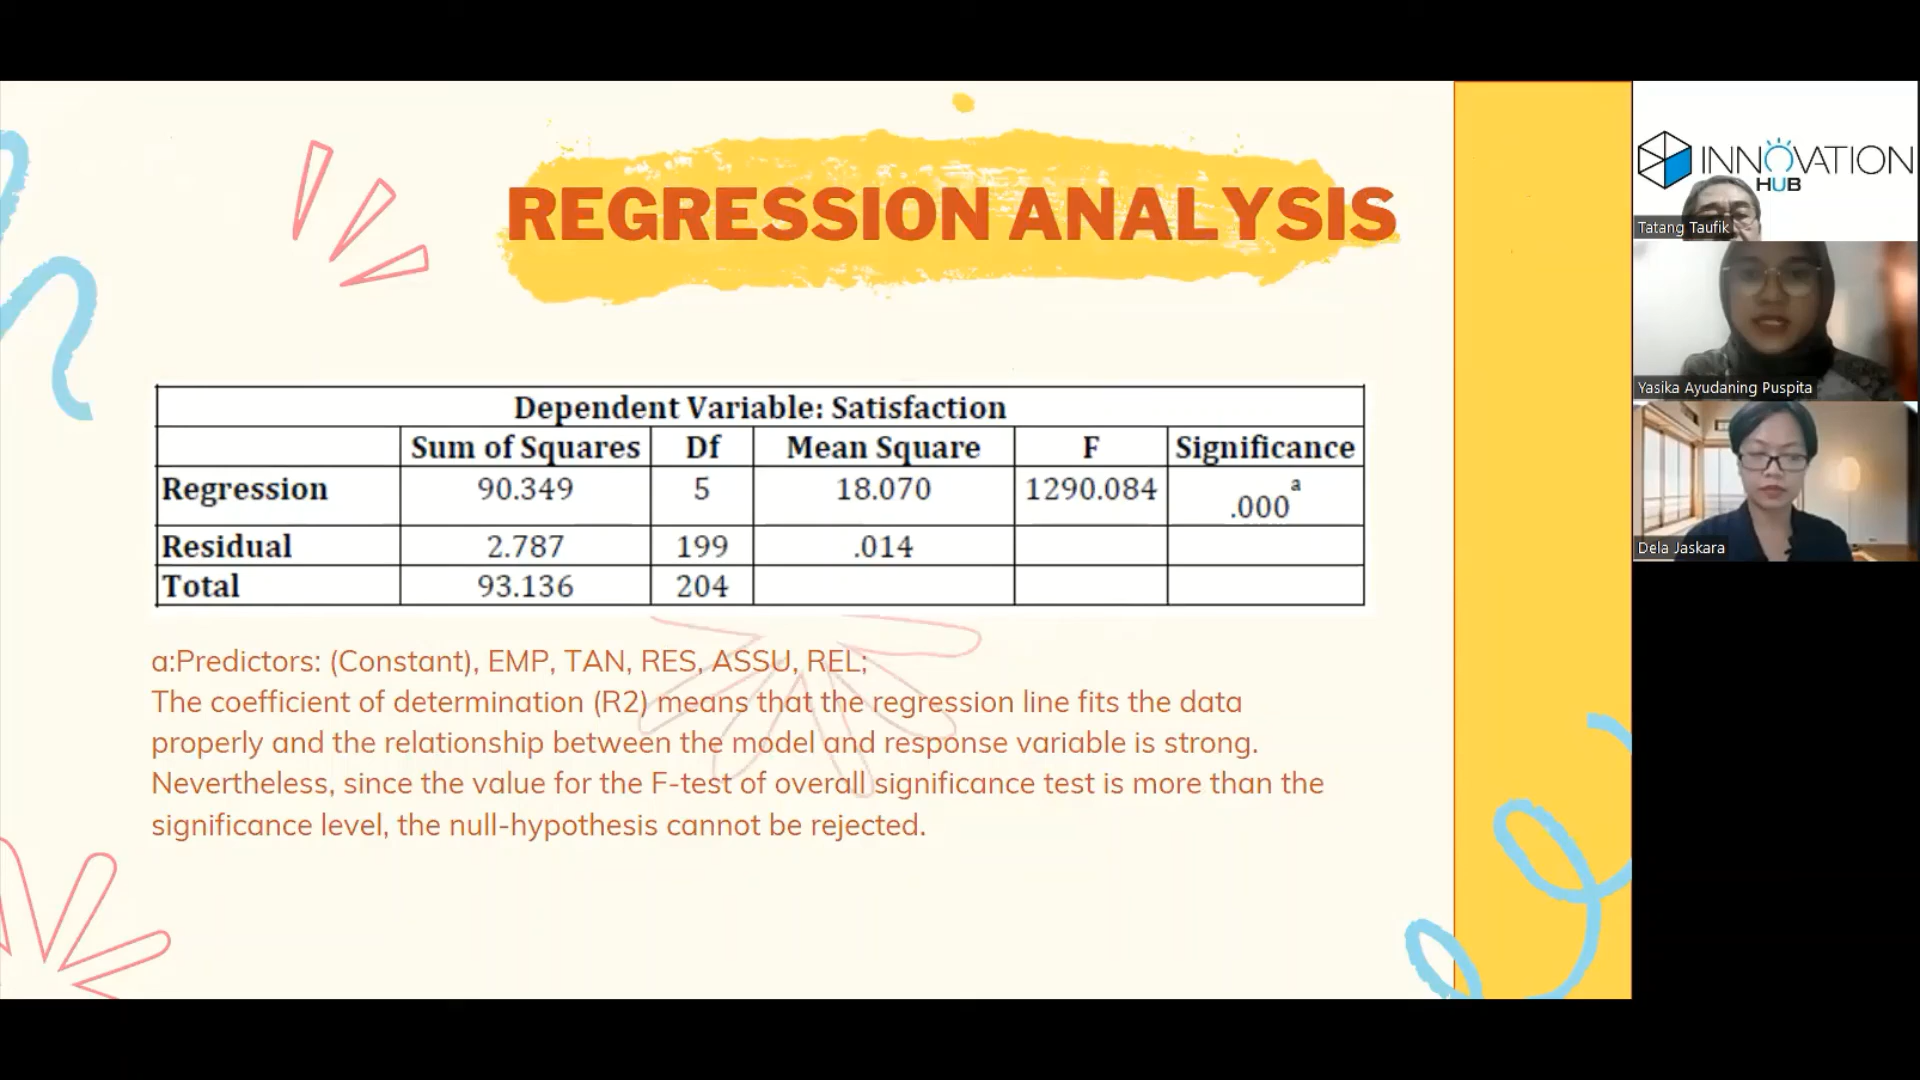 REGRESSION ANALYSIS
Dependent Variable: Satisfaction
Sum of Squares Df Mean Square F Significance
Regression 90.349 5 18.070 1290.084 .000a
Residual 2.787 199 .014
Total 93.136 204
a:Predictors: (Constant), EMP, TAN, RES, ASSU, REL;
The coefficient of determination (R2) means that the regression line fits the data
properly and the relationship between the model and response variable is strong.
Nevertheless, since the value for the F-test of overall significance test is more than the
significance level, the null-hypothesis cannot be rejected.
INNOVATION
HUB
Tatang Taufik
Yasika Ayudaning Puspita
Dela Jaskara